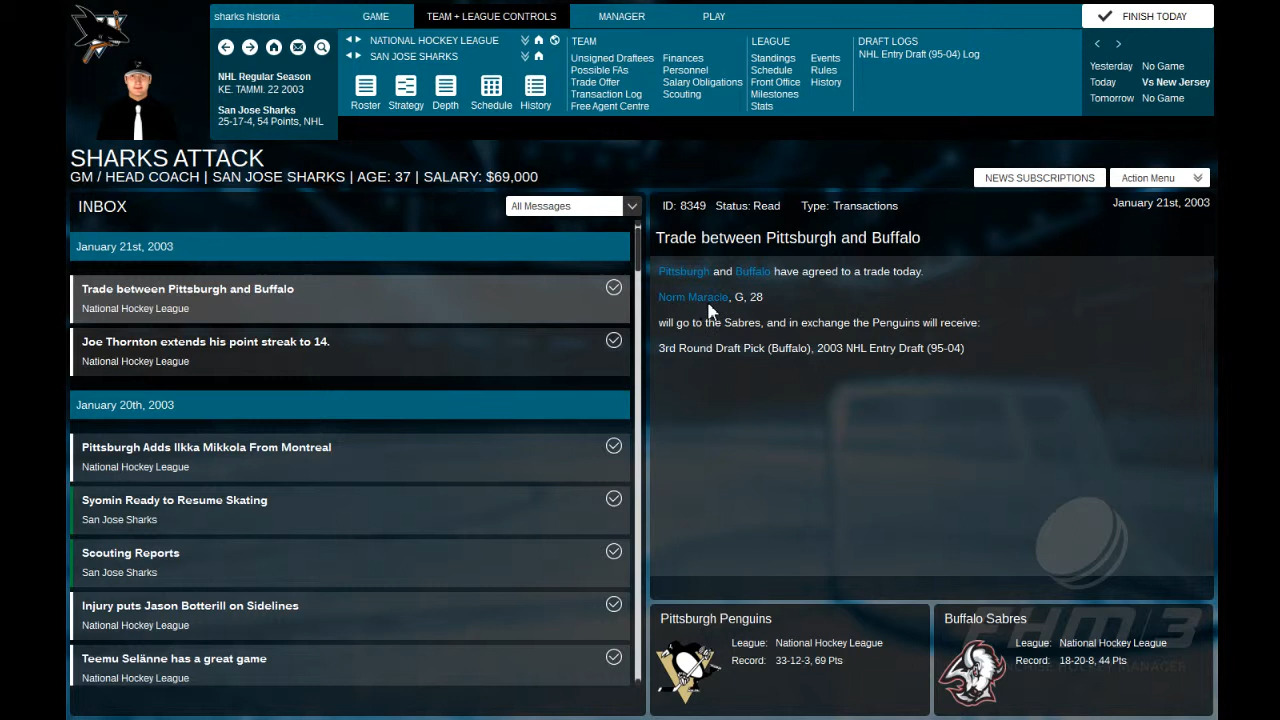 sharks historia
GAME
TEAM + LEAGUE CONTROLS
MANAGER
PLAY
FINISH TODAY
NHL Regular Season
KE. TAMMI. 22 2003
San Jose Sharks
25-17-4, 54 Points, NHL
NATIONAL HOCKEY LEAGUE
SAN JOSE SHARKS
Roster
Strategy
Depth
Schedule
History
TEAM
Unsigned Draftees
Possible FAs
Trade Offer
Transaction Log
Free Agent Centre
Finances
Personnel
Salary Obligations
Scouting
LEAGUE
Standings
Schedule
Front Office
Milestones
Stats
Events
Rules
History
DRAFT LOGS
NHL Entry Draft (95-04) Log
Yesterday No Game
Today Vs New Jersey
Tomorrow No Game
SHARKS ATTACK
GM / HEAD COACH | SAN JOSE SHARKS | AGE: 37 | SALARY: $69,000
NEWS SUBSCRIPTIONS
Action Menu
INBOX
All Messages
January 21st, 2003
Trade between Pittsburgh and Buffalo
National Hockey League
Joe Thornton extends his point streak to 14.
National Hockey League
January 20th, 2003
Pittsburgh Adds Ilkka Mikkola From Montreal
National Hockey League
Syomin Ready to Resume Skating
San Jose Sharks
Scouting Reports
San Jose Sharks
Injury puts Jason Botterill on Sidelines
National Hockey League
Teemu Selänne has a great game
National Hockey League
ID: 8349 Status: Read Type: Transactions
January 21st, 2003
Trade between Pittsburgh and Buffalo
Pittsburgh and Buffalo have agreed to a trade today.
Norm Maracle, G, 28
will go to the Sabres, and in exchange the Penguins will receive:
3rd Round Draft Pick (Buffalo), 2003 NHL Entry Draft (95-04)
Pittsburgh Penguins
League: National Hockey League
Record: 33-12-3, 69 Pts
Buffalo Sabres
League: National Hockey League
Record: 18-20-8, 44 Pts
FHM 3